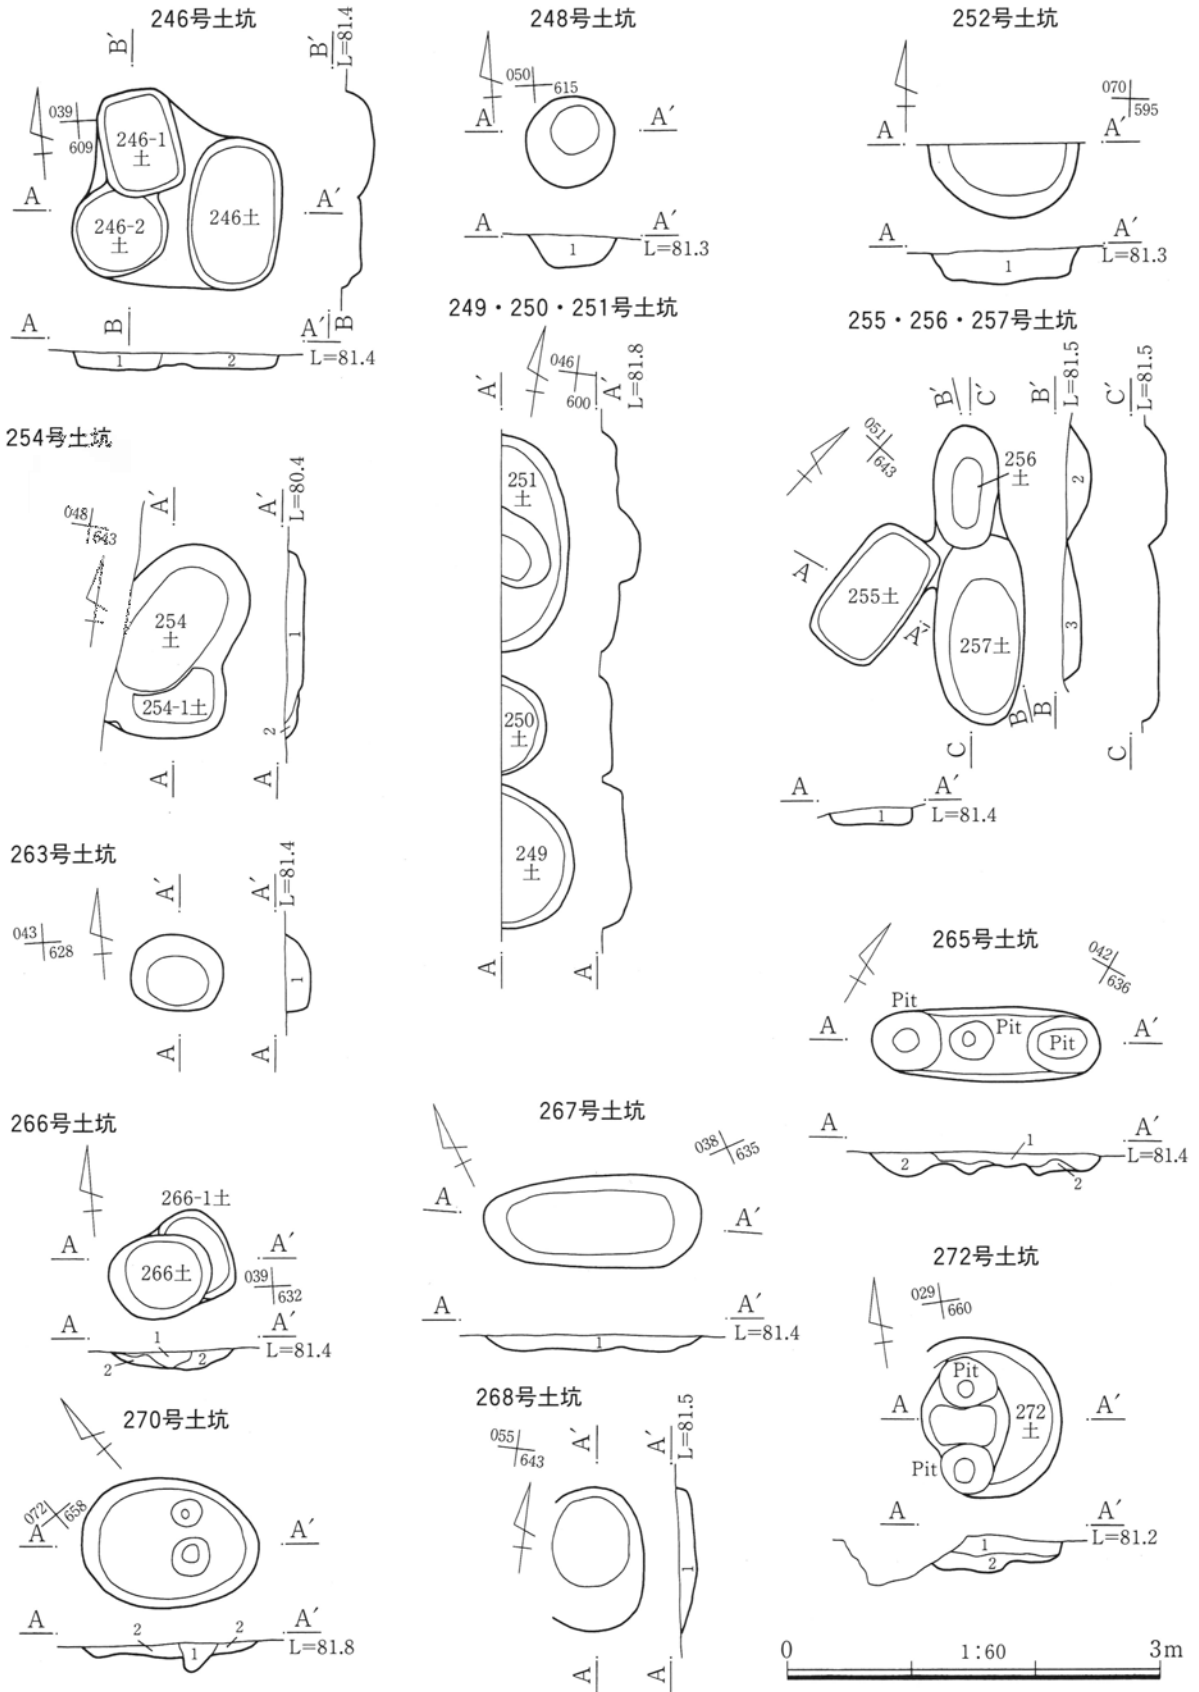 246号土坑
B′
B′
L=81.4
039
609
246-1
土
246-2
土
246土
A
A′
B
B
A
A′
L=81.4
1
2
248号土坑
050
615
A
A′
A
A′
L=81.3
1
252号土坑
070
595
A
A′
A
A′
L=81.3
1
254号土坑
048
643
A′
A′
L=80.4
254
土
254-1土
1
2
A
A
249・250・251号土坑
046
600
A′
A′
L=81.8
251
土
250
土
249
土
A
A
255・256・257号土坑
051
643
B′
C′
B′
L=81.5
C′
L=81.5
256
土
255土
257土
A
A′
2
3
B
B
C
C
A
A′
L=81.4
1
263号土坑
043
628
A′
A′
L=81.4
1
A
A
265号土坑
042
636
Pit
Pit
Pit
A
A′
A
A′
L=81.4
1
2
2
266号土坑
266-1土
266土
A
A′
039
632
A
A′
L=81.4
1
2
2
267号土坑
038
635
A
A′
A
A′
L=81.4
1
272号土坑
029
660
Pit
272
土
Pit
A
A′
A
A′
L=81.2
1
2
270号土坑
072
658
A
A′
A
A′
L=81.8
2
2
1
268号土坑
055
643
A′
A′
L=81.5
1
A
A
0
1:60
3m